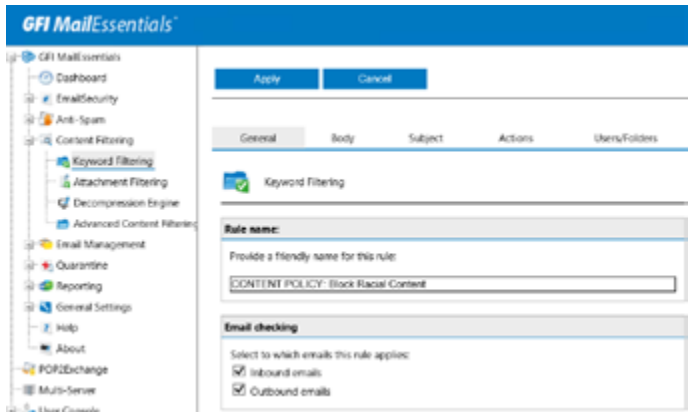 GFI MailEssentials
GFI MailEssentials
Dashboard
EmailSecurity
Anti-Spam
Content Filtering
Keyword Filtering
Attachment Filtering
Decompression Engine
Advanced Content Filtering
Email Management
Quarantine
Reporting
General Settings
Help
About
POP2Exchange
Multi-Server
User Console
Apply Cancel
General Body Subject Actions Users/Folders
Keyword Filtering
Rule name:
Provide a friendly name for this rule:
CONTENT POLICY: Block Racial Content
Email checking
Select to which emails this rule applies:
Inbound emails
Outbound emails